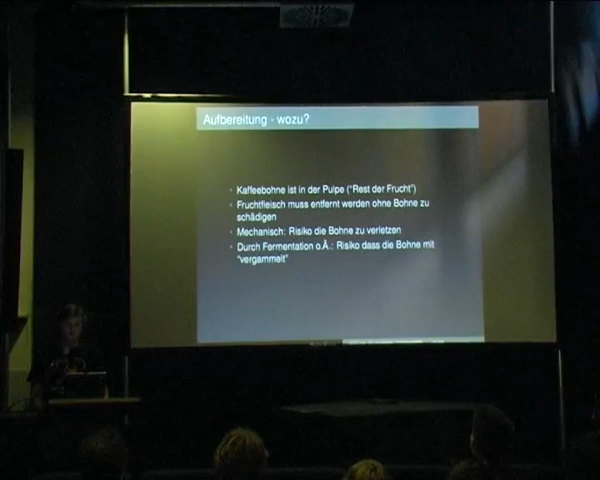 Aufbereitung - wozu?
Kaffeebohne ist in der Pulpe ("Rest der Frucht")
Fruchtfleisch muss entfernt werden ohne Bohne zu
schädigen
Mechanisch: Risiko die Bohne zu verletzen
Durch Fermentation o.Ä.: Risiko dass die Bohne mit
"vergammelt"